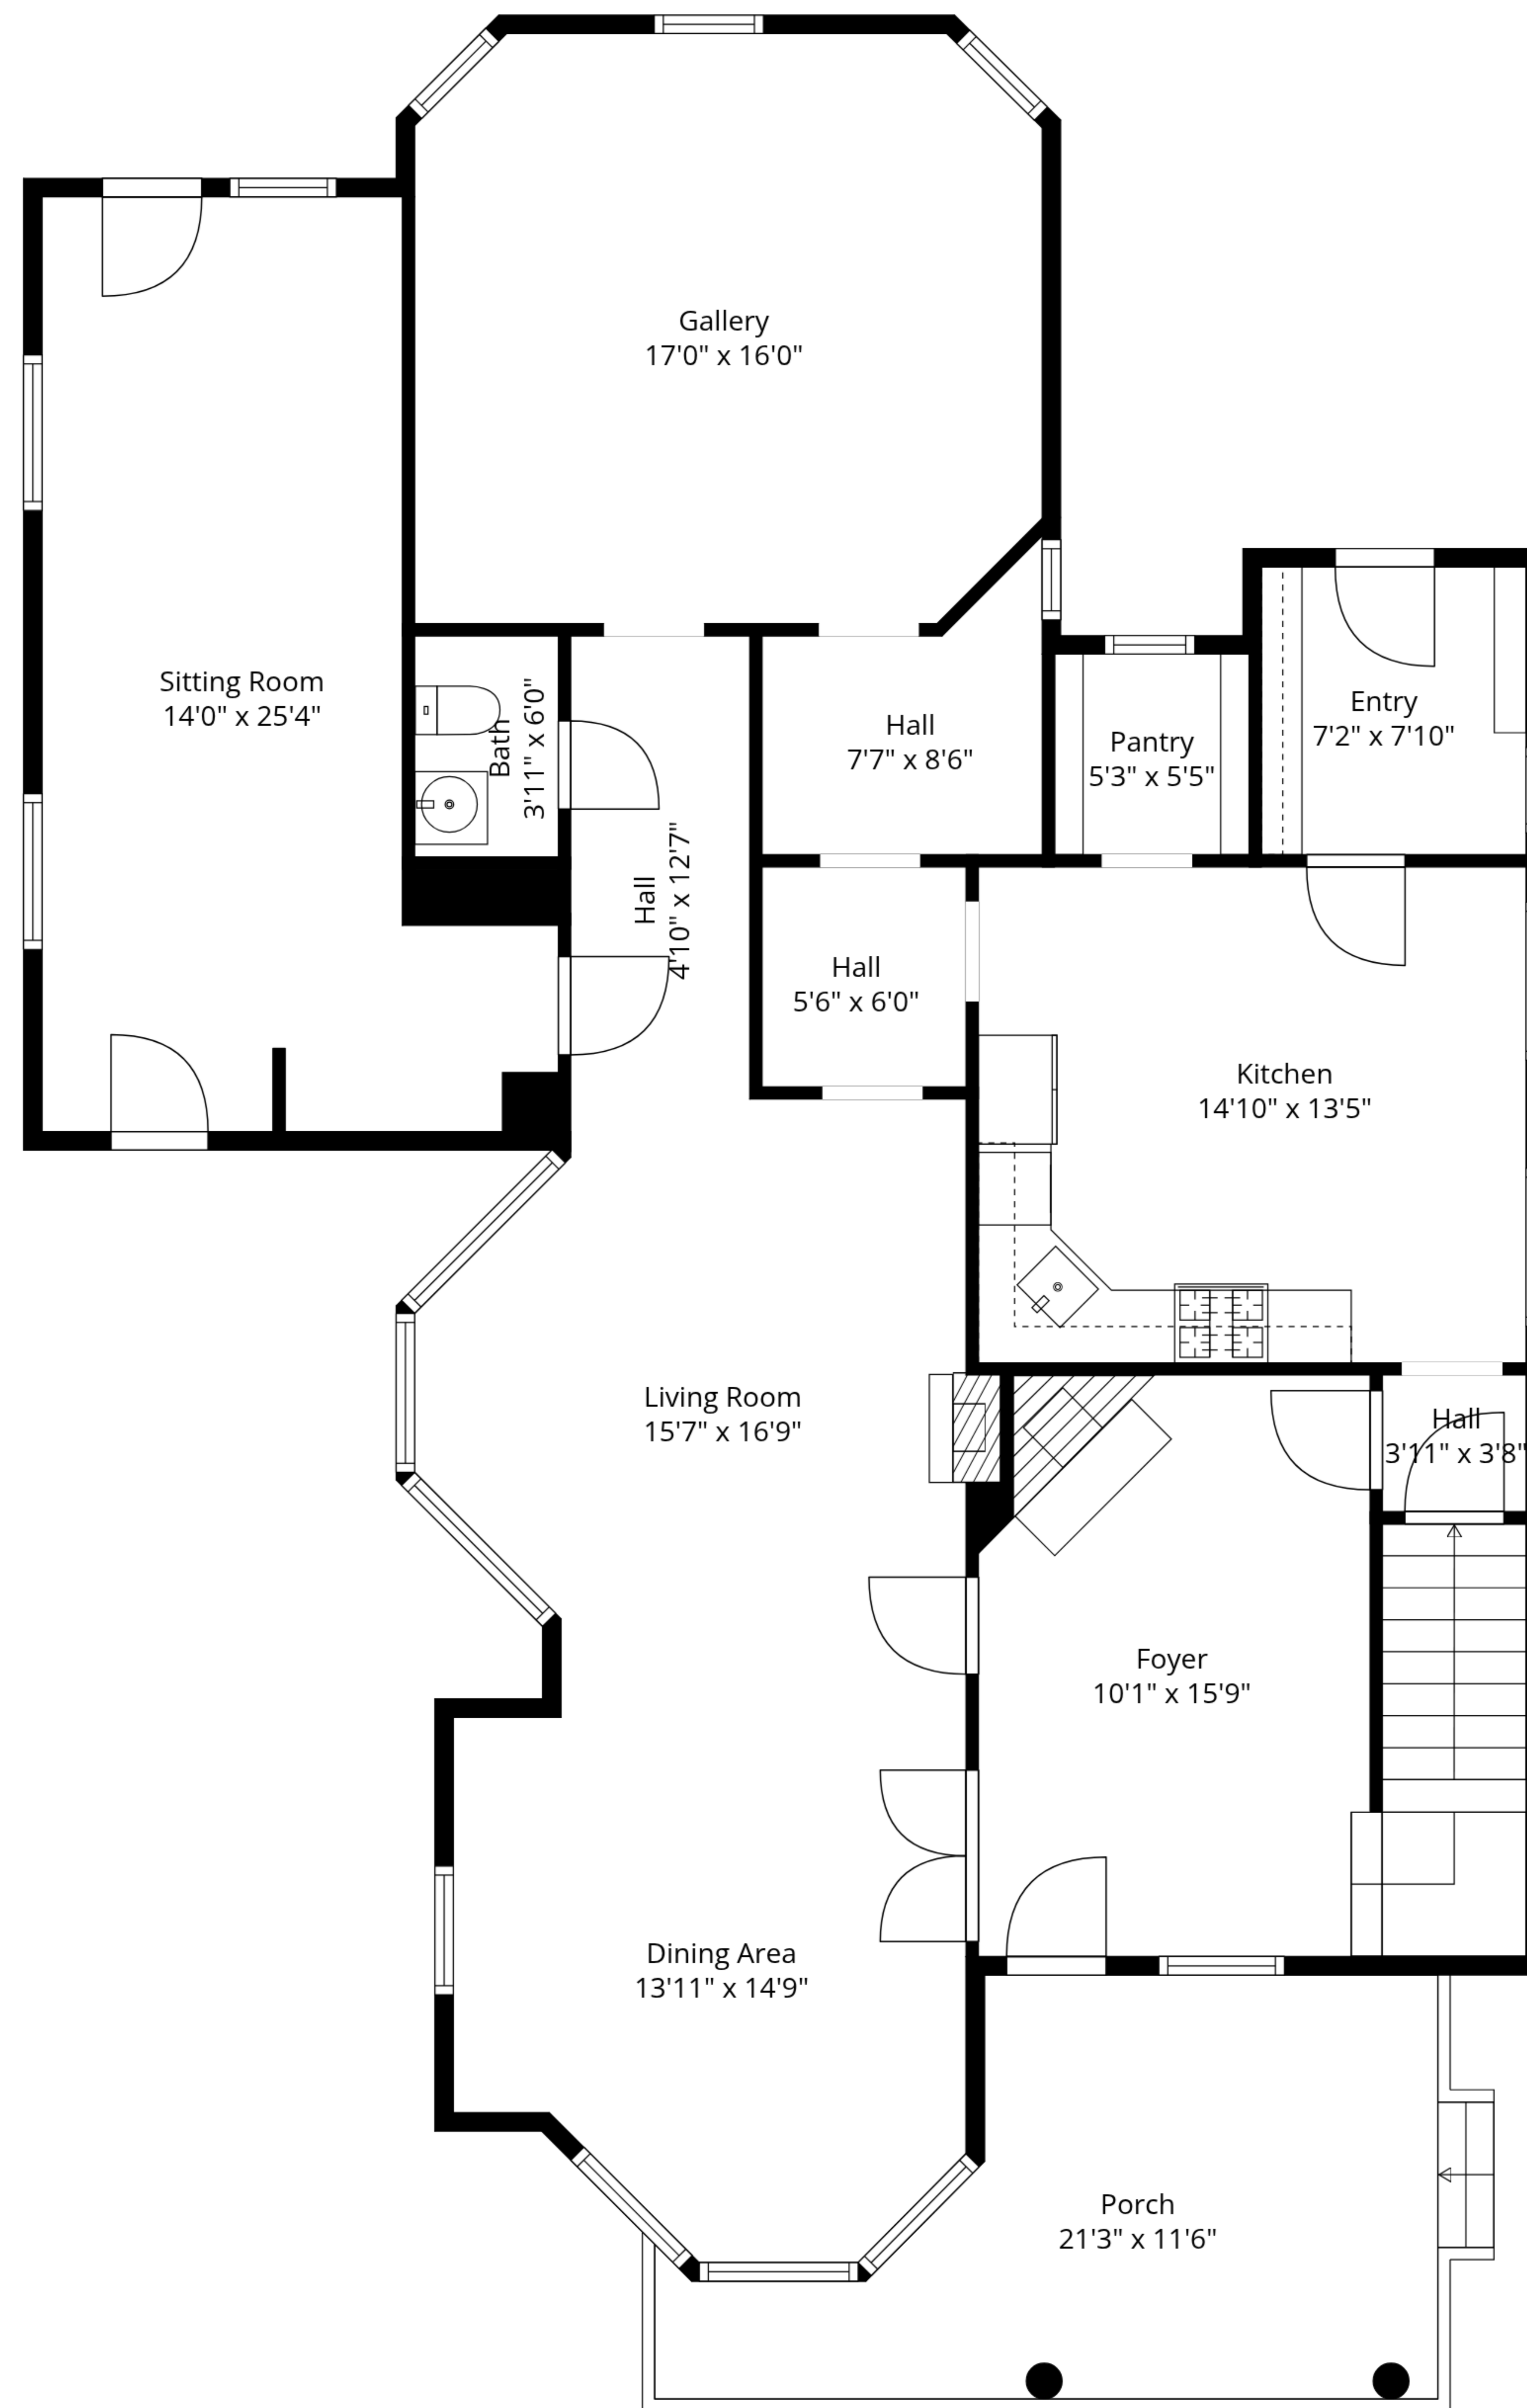 Gallery
17'0" x 16'0"
Sitting Room
14'0" x 25'4"
Bath
3'11" x 6'0"
Hall
4'10" x 12'7"
Hall
7'7" x 8'6"
Pantry
5'3" x 5'5"
Entry
7'2" x 7'10"
Hall
5'6" x 6'0"
Kitchen
14'10" x 13'5"
Living Room
15'7" x 16'9"
Hall
3'11" x 3'8"
Foyer
10'1" x 15'9"
Dining Area
13'11" x 14'9"
Porch
21'3" x 11'6"